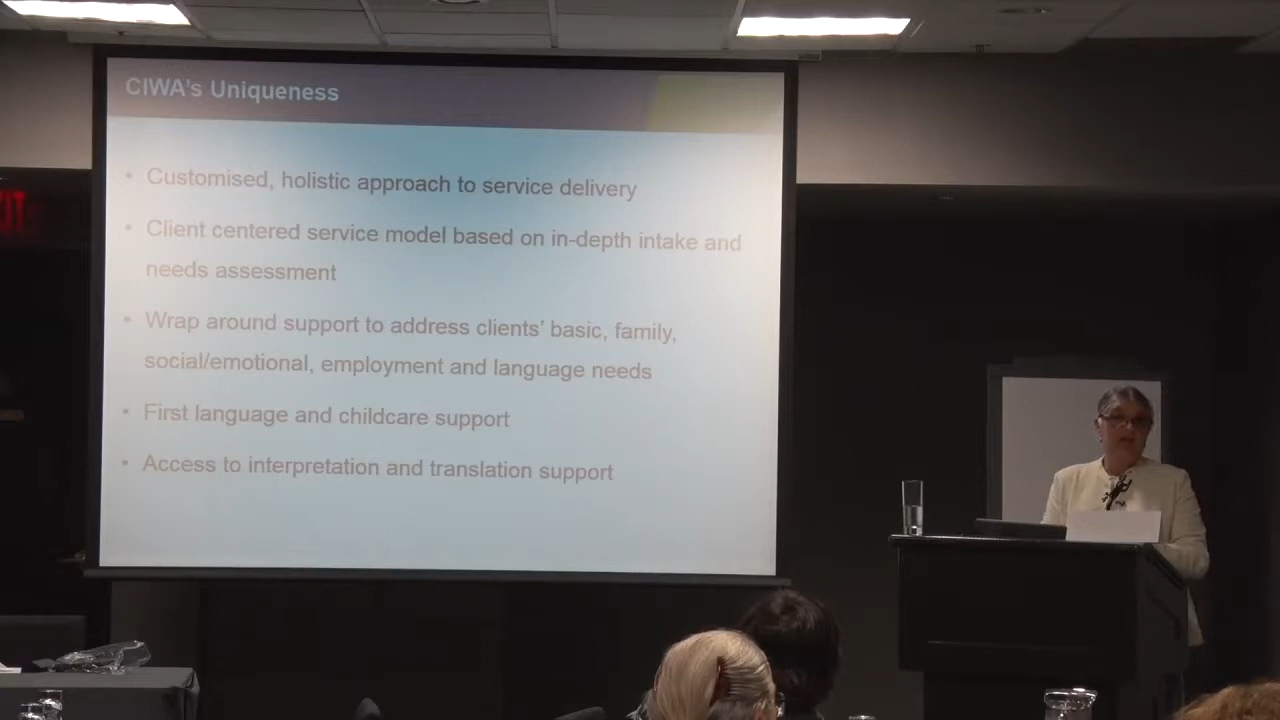 CIWA's Uniqueness
• Customised, holistic approach to service delivery
• Client centered service model based on in-depth intake and
needs assessment
• Wrap around support to address clients' basic, family,
social/emotional, employment and language needs
• First language and childcare support
• Access to interpretation and translation support